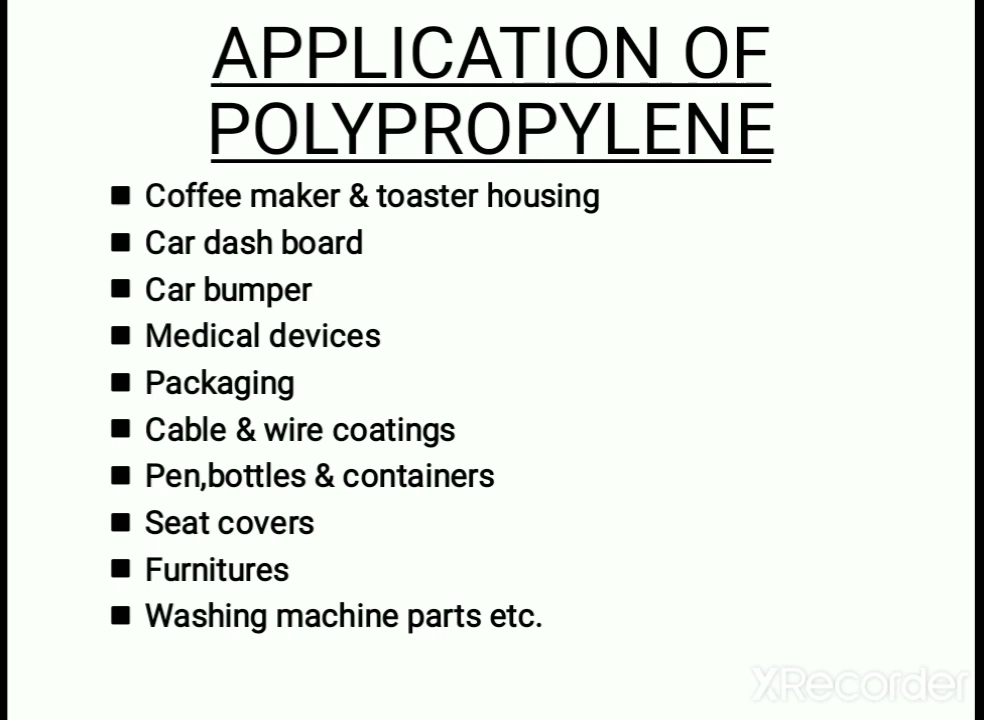 APPLICATION OF
POLYPROPYLENE
■ Coffee maker & toaster housing
■ Car dash board
■ Car bumper
■ Medical devices
■ Packaging
■ Cable & wire coatings
■ Pen,bottles & containers
■ Seat covers
■ Furnitures
■ Washing machine parts etc.
XRecorder